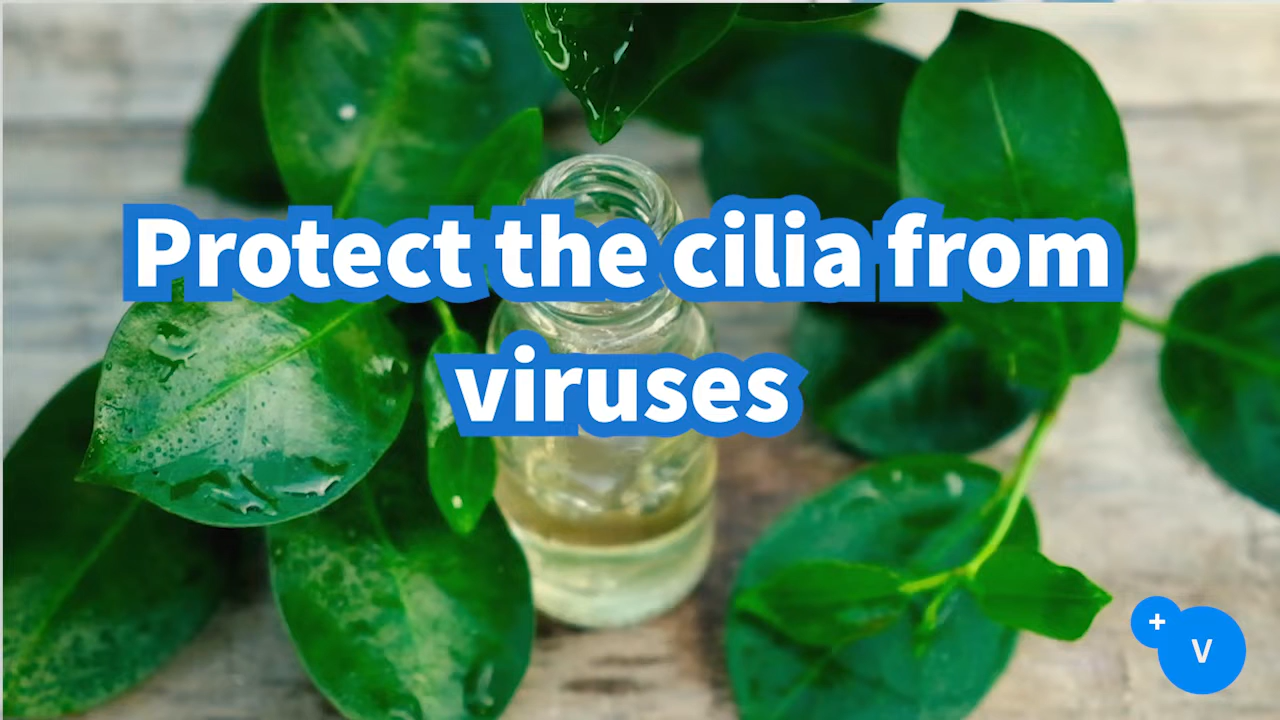 Protect the cilia from
viruses
+
V